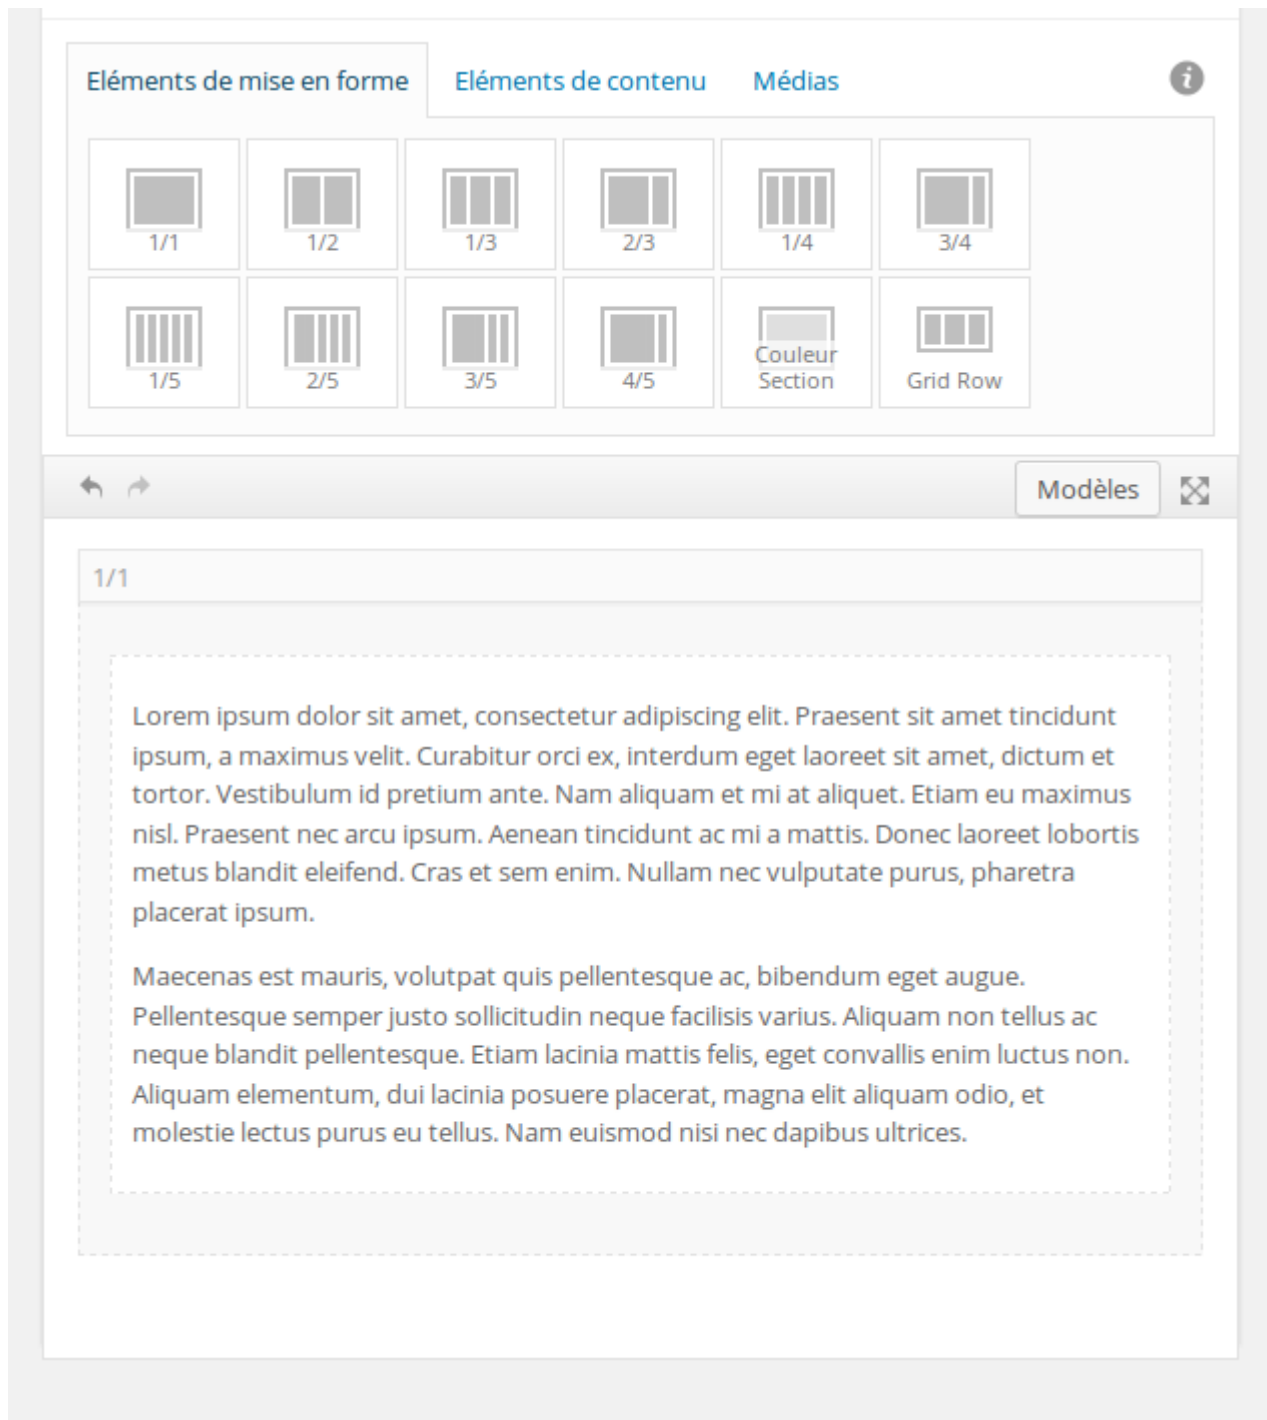 Eléments de mise en forme Eléments de contenu Médias
1/1 1/2 1/3 2/3 1/4 3/4
1/5 2/5 3/5 4/5 Couleur Section Grid Row
Modèles
1/1
Lorem ipsum dolor sit amet, consectetur adipiscing elit. Praesent sit amet tincidunt
ipsum, a maximus velit. Curabitur orci ex, interdum eget laoreet sit amet, dictum et
tortor. Vestibulum id pretium ante. Nam aliquam et mi at aliquet. Etiam eu maximus
nisl. Praesent nec arcu ipsum. Aenean tincidunt ac mi a mattis. Donec laoreet lobortis
metus blandit eleifend. Cras et sem enim. Nullam nec vulputate purus, pharetra
placerat ipsum.
Maecenas est mauris, volutpat quis pellentesque ac, bibendum eget augue.
Pellentesque semper justo sollicitudin neque facilisis varius. Aliquam non tellus ac
neque blandit pellentesque. Etiam lacinia mattis felis, eget convallis enim luctus non.
Aliquam elementum, dui lacinia posuere placerat, magna elit aliquam odio, et
molestie lectus purus eu tellus. Nam euismod nisi nec dapibus ultrices.